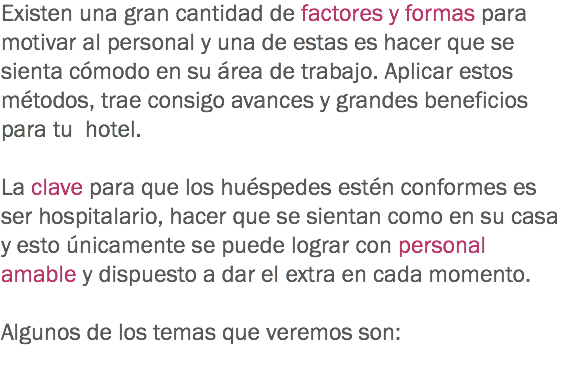 Existen una gran cantidad de factores y formas para
motivar al personal y una de estas es hacer que se
sienta cómodo en su área de trabajo. Aplicar estos
métodos, trae consigo avances y grandes beneficios
para tu  hotel.
La clave para que los huéspedes estén conformes es
ser hospitalario, hacer que se sientan como en su casa
y esto únicamente se puede lograr con personal
amable y dispuesto a dar el extra en cada momento.
Algunos de los temas que veremos son: